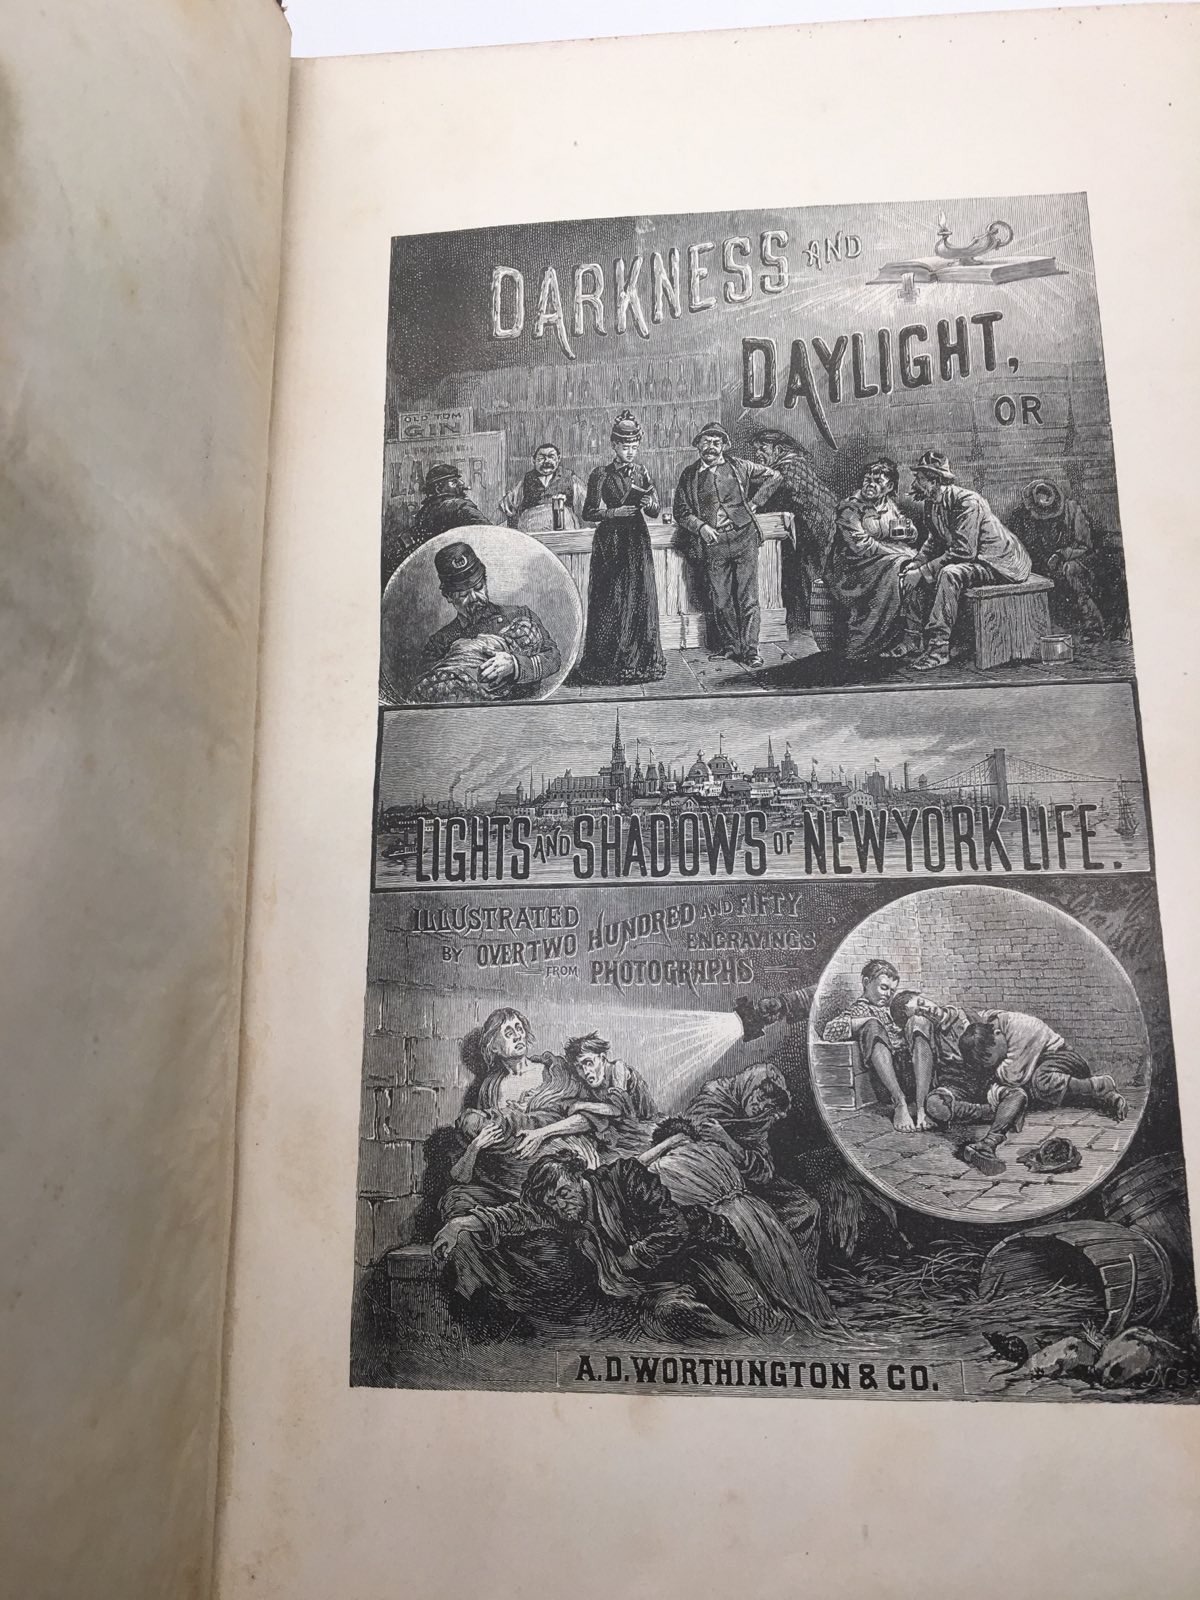 DARKNESS AND
DAYLIGHT,
OR
OLD TOM
GIN
LAGER
LIGHTS AND SHADOWS OF NEW YORK LIFE.
ILLUSTRATED
BY OVER TWO HUNDRED AND FIFTY
ENGRAVINGS
FROM PHOTOGRAPHS
A.D. WORTHINGTON & CO.